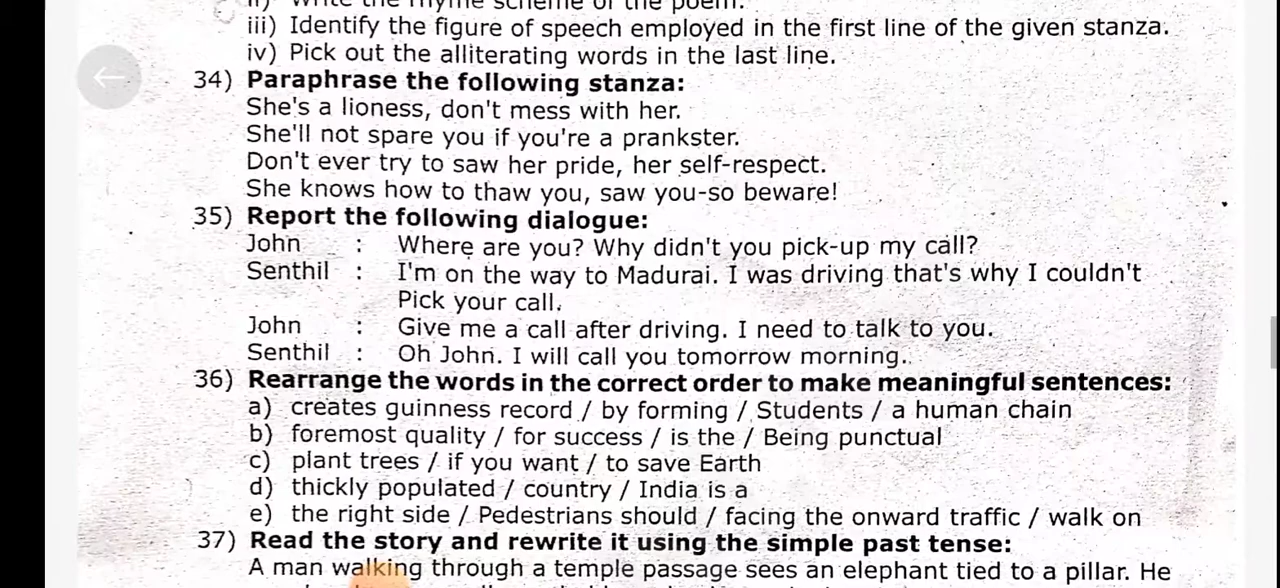 ii) Write the rhyme scheme of the poem.
iii) Identify the figure of speech employed in the first line of the given stanza.
iv) Pick out the alliterating words in the last line.
34) Paraphrase the following stanza:
She's a lioness, don't mess with her.
She'll not spare you if you're a prankster.
Don't ever try to saw her pride, her self-respect.
She knows how to thaw you, saw you-so beware!
35) Report the following dialogue:
John : Where are you? Why didn't you pick-up my call?
Senthil : I'm on the way to Madurai. I was driving that's why I couldn't
Pick your call.
John : Give me a call after driving. I need to talk to you.
Senthil : Oh John. I will call you tomorrow morning.
36) Rearrange the words in the correct order to make meaningful sentences:
a) creates guinness record / by forming / Students / a human chain
b) foremost quality / for success / is the / Being punctual
c) plant trees / if you want / to save Earth
d) thickly populated / country / India is a
e) the right side / Pedestrians should / facing the onward traffic / walk on
37) Read the story and rewrite it using the simple past tense:
A man walking through a temple passage sees an elephant tied to a pillar. He